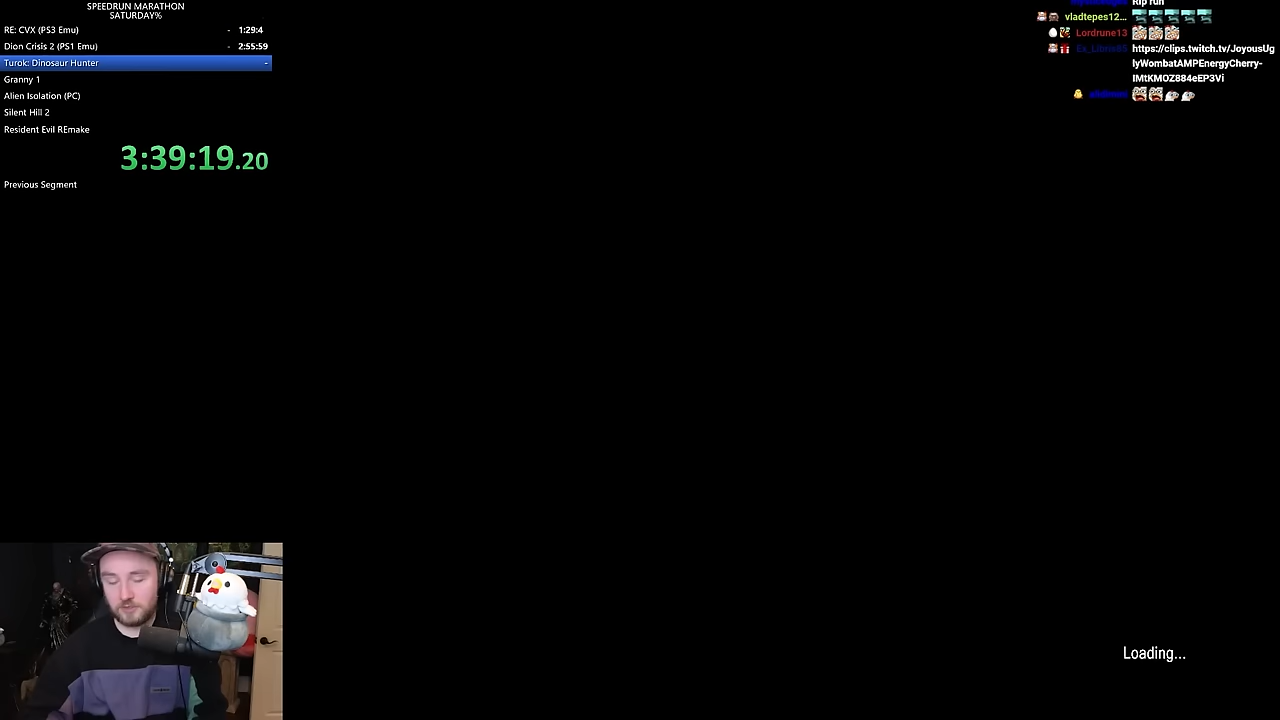 SPEEDRUN MARATHON
SATURDAY%
RE: CVX (PS3 Emu) - 1:29:4
Dion Crisis 2 (PS1 Emu) - 2:55:59
Turok: Dinosaur Hunter -
Granny 1
Alien Isolation (PC)
Silent Hill 2
Resident Evil REmake
3:39:19.20
Previous Segment
Rip run
vladtepes12...
Lordrune13
Ex_Libris85 https://clips.twitch.tv/JoyousUg
lyWombatAMPEnergyCherry-
IMtKMOZ884eEP3Vi
Loading...